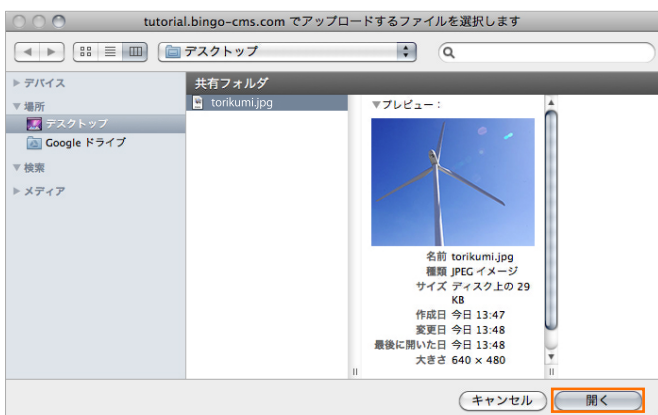 tutorial.bingo-cms.com でアップロードするファイルを選択します
デスクトップ
デバイス
場所
デスクトップ
Google ドライブ
検索
メディア
共有フォルダ
torikumi.jpg
プレビュー：
名前 torikumi.jpg
種類 JPEG イメージ
サイズ ディスク上の 29
KB
作成日 今日 13:47
変更日 今日 13:48
最後に開いた日 今日 13:48
大きさ 640 × 480
キャンセル
開く